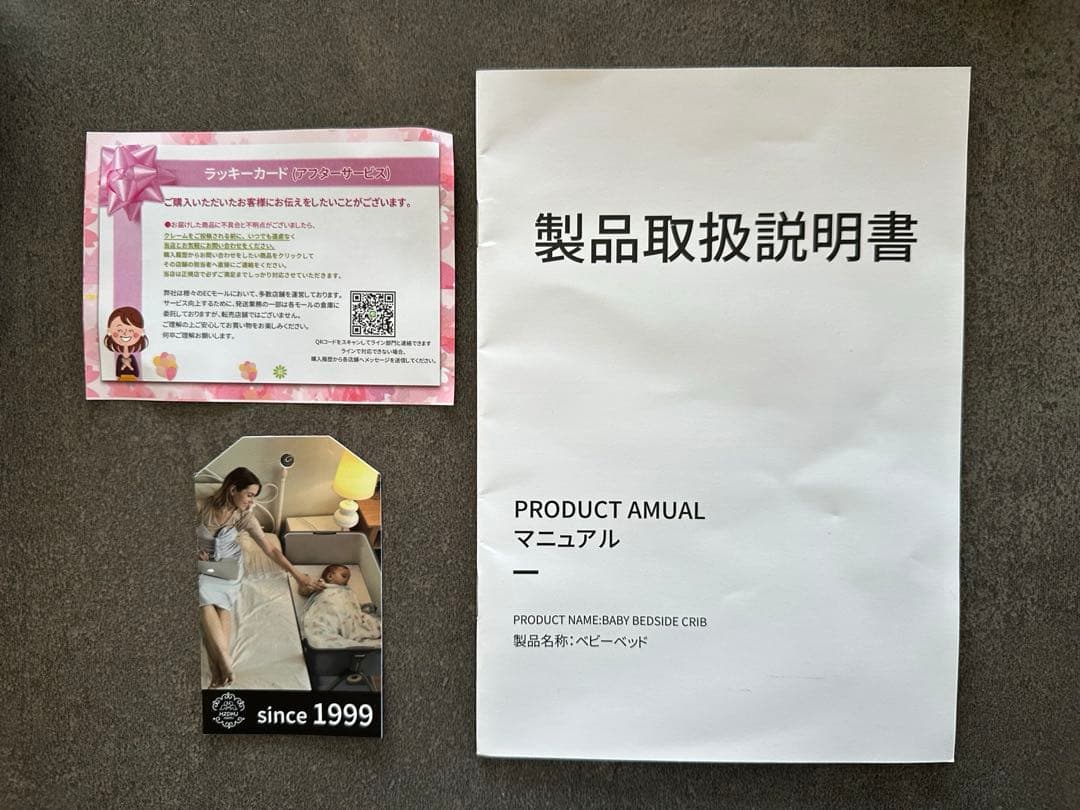 ラッキーカード (アフターサービス)
ご購入いただいたお客様にお伝えをしたいことがございます。
●お届けした商品に不具合と不明点がございましたら、
クレームをご投稿される前に、いつでも遠慮なく
当店とお気軽にお問い合わせをください。
購入履歴からお問い合わせをしたい商品をクリックして
その店舗の担当者へ直接にご連絡をください。
当店は正規店で必ずご満足までしっかり対応させていただきます。
弊社は様々のECモールにおいて、多数店舗を運営しております。
サービス向上するために、発送業務の一部は各モールの倉庫に
委託しておりますが、転売店舗ではございません。
ご理解の上ご安心してお買い物をお楽しみください。
何卒ご理解お願いします。
QRコードをスキャンしてライン部門と連絡できます
ラインで対応できない場合、
購入履歴から各店舗へメッセージを送信してください。
since 1999
製品取扱説明書
PRODUCT AMUAL
マニュアル
PRODUCT NAME:BABY BEDSIDE CRIB
製品名称：ベビーベッド